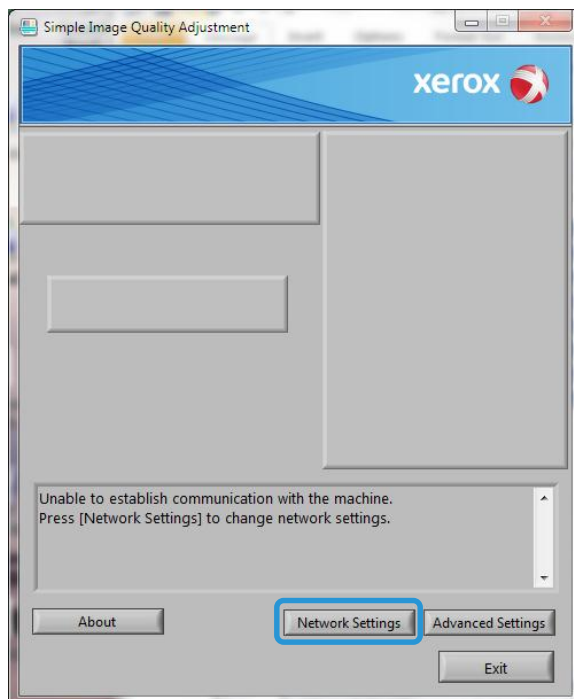 Simple Image Quality Adjustment
xerox
Unable to establish communication with the machine.
Press [Network Settings] to change network settings.
About
Network Settings
Advanced Settings
Exit